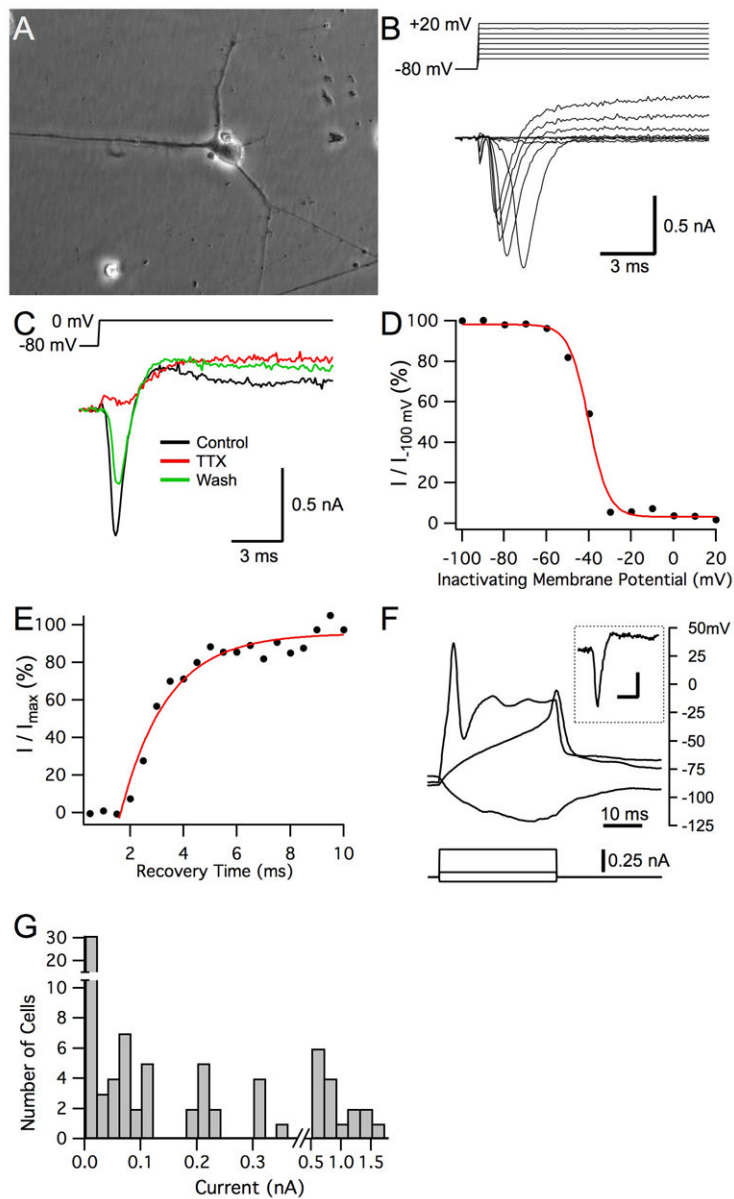 A
B
+20 mV
-80 mV
0.5 nA
3 ms
C
0 mV
-80 mV
Control
TTX
Wash
0.5 nA
3 ms
D
I / I-100 mV (%)
100
80
60
40
20
0
-100 -80 -60 -40 -20 0 20
Inactivating Membrane Potential (mV)
E
I / Imax (%)
100
80
60
40
20
0
2 4 6 8 10
Recovery Time (ms)
F
50mV
25
0
-25
-50
-75
-100
-125
10 ms
0.25 nA
G
Number of Cells
30
20
10
8
6
4
2
0
0.0 0.1 0.2 0.3 0.5 1.0 1.5
Current (nA)